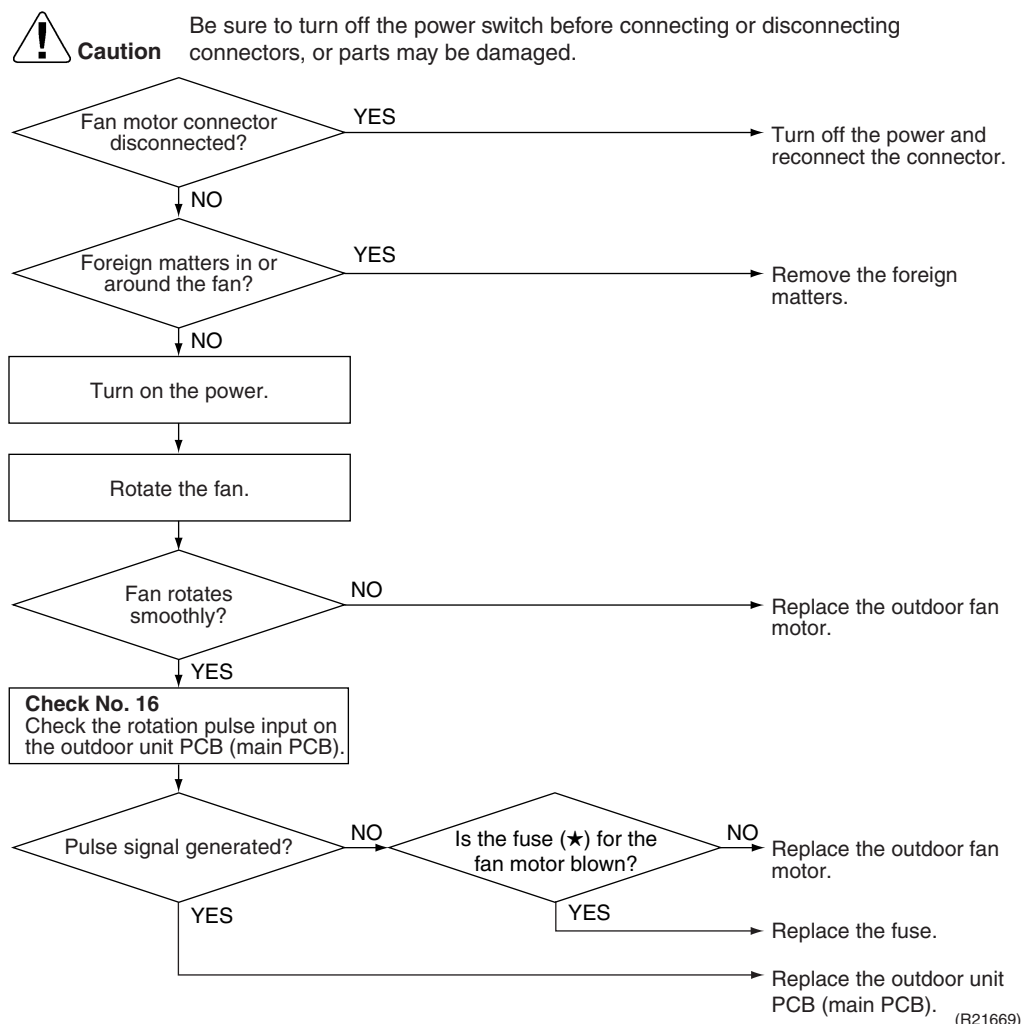 Caution
Be sure to turn off the power switch before connecting or disconnecting
connectors, or parts may be damaged.
Fan motor connector
disconnected?
YES
Turn off the power and
reconnect the connector.
NO
Foreign matters in or
around the fan?
YES
Remove the foreign
matters.
NO
Turn on the power.
Rotate the fan.
Fan rotates
smoothly?
NO
Replace the outdoor fan
motor.
YES
Check No. 16
Check the rotation pulse input on
the outdoor unit PCB (main PCB).
Pulse signal generated?
NO
Is the fuse (★) for the
fan motor blown?
NO
Replace the outdoor fan
motor.
YES
Replace the fuse.
YES
Replace the outdoor unit
PCB (main PCB).
(R21669)